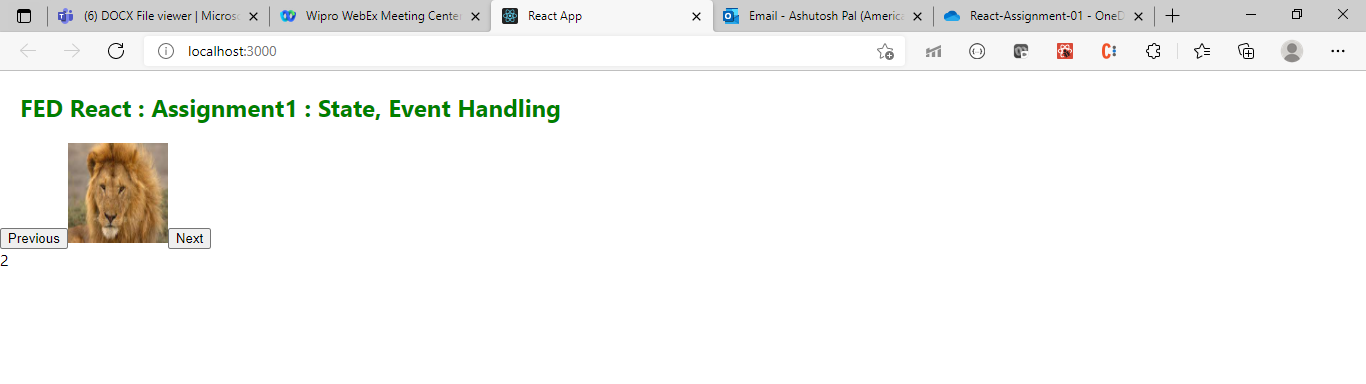 (6) DOCX File viewer | Micros
Wipro WebEx Meeting Center
React App
Email - Ashutosh Pal (America
React-Assignment-01 - OneD
localhost:3000
FED React : Assignment1 : State, Event Handling
Previous
Next
2